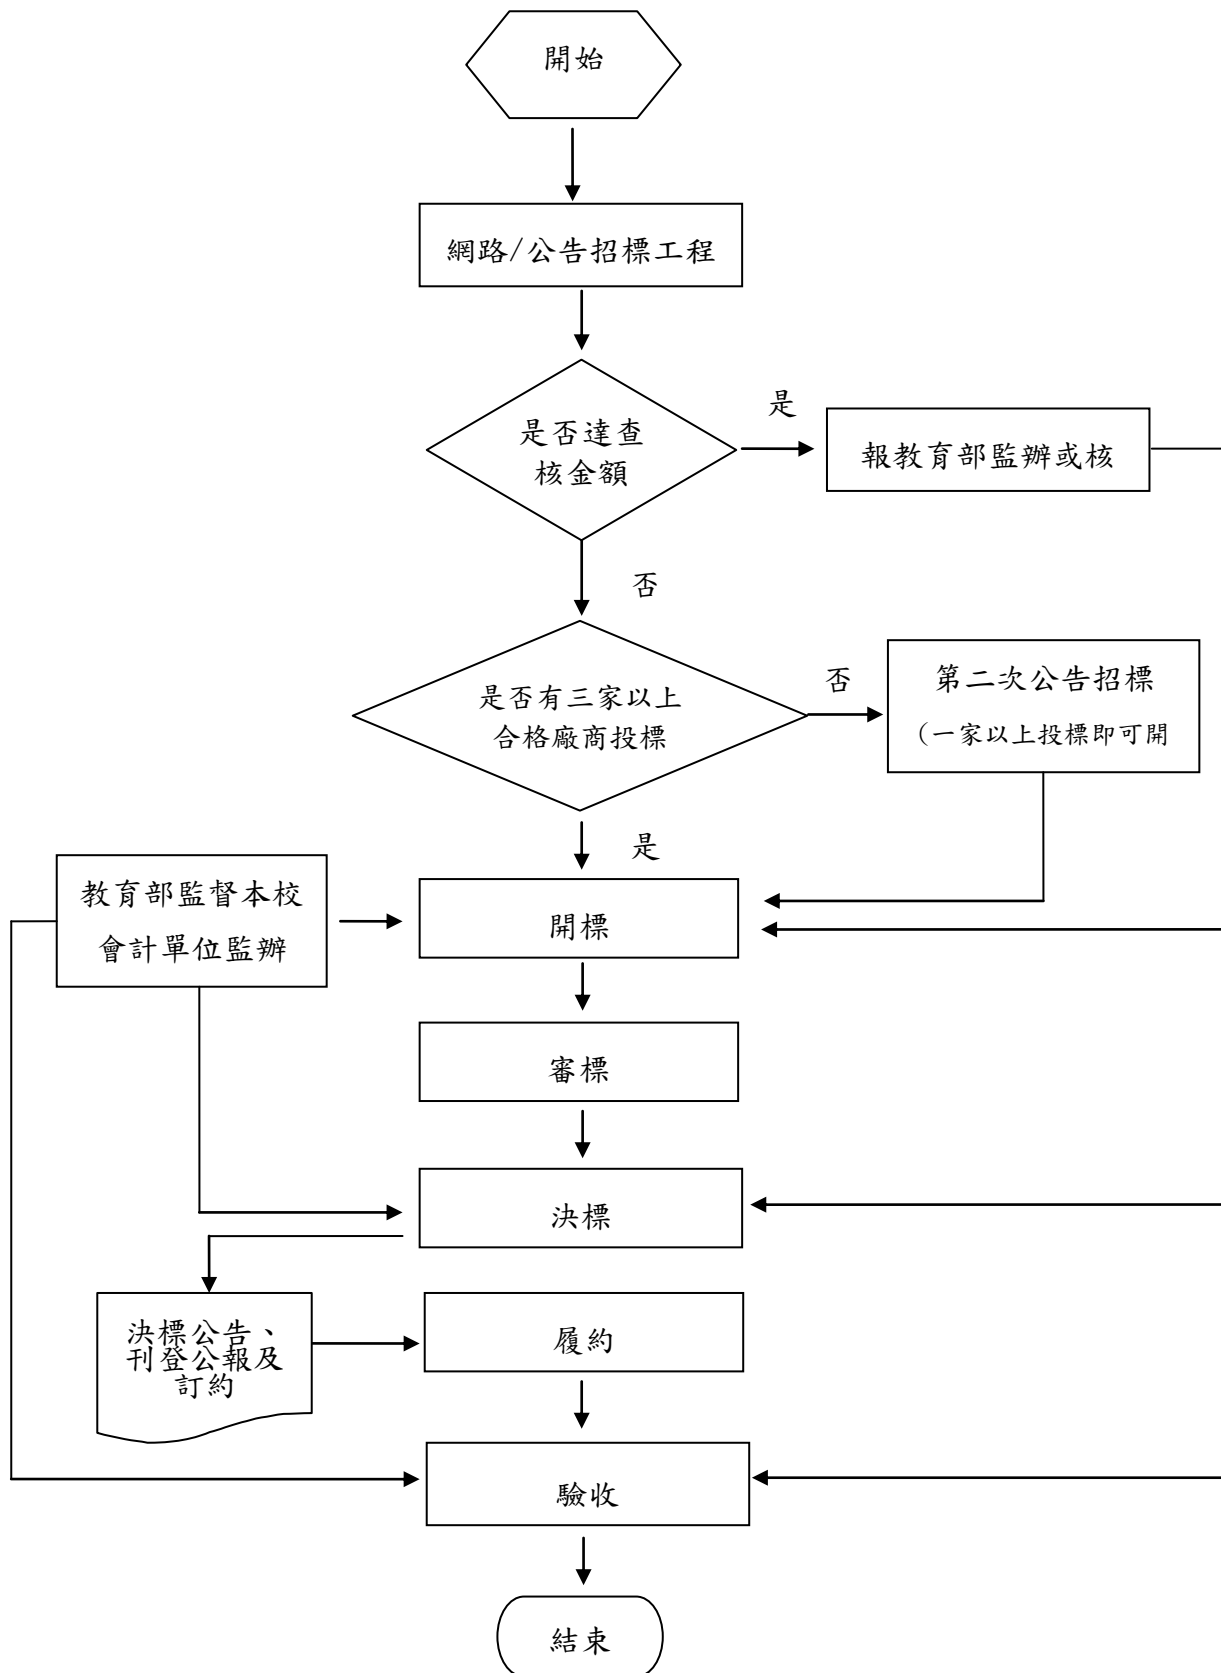 開始
網路/公告招標工程
是否達查
核金額
是
報教育部監辦或核
否
是否有三家以上
合格廠商投標
否
第二次公告招標
(一家以上投標即可開
是
教育部監督本校
會計單位監辦
開標
審標
決標
決標公告、
刊登公報及
訂約
履約
驗收
結束